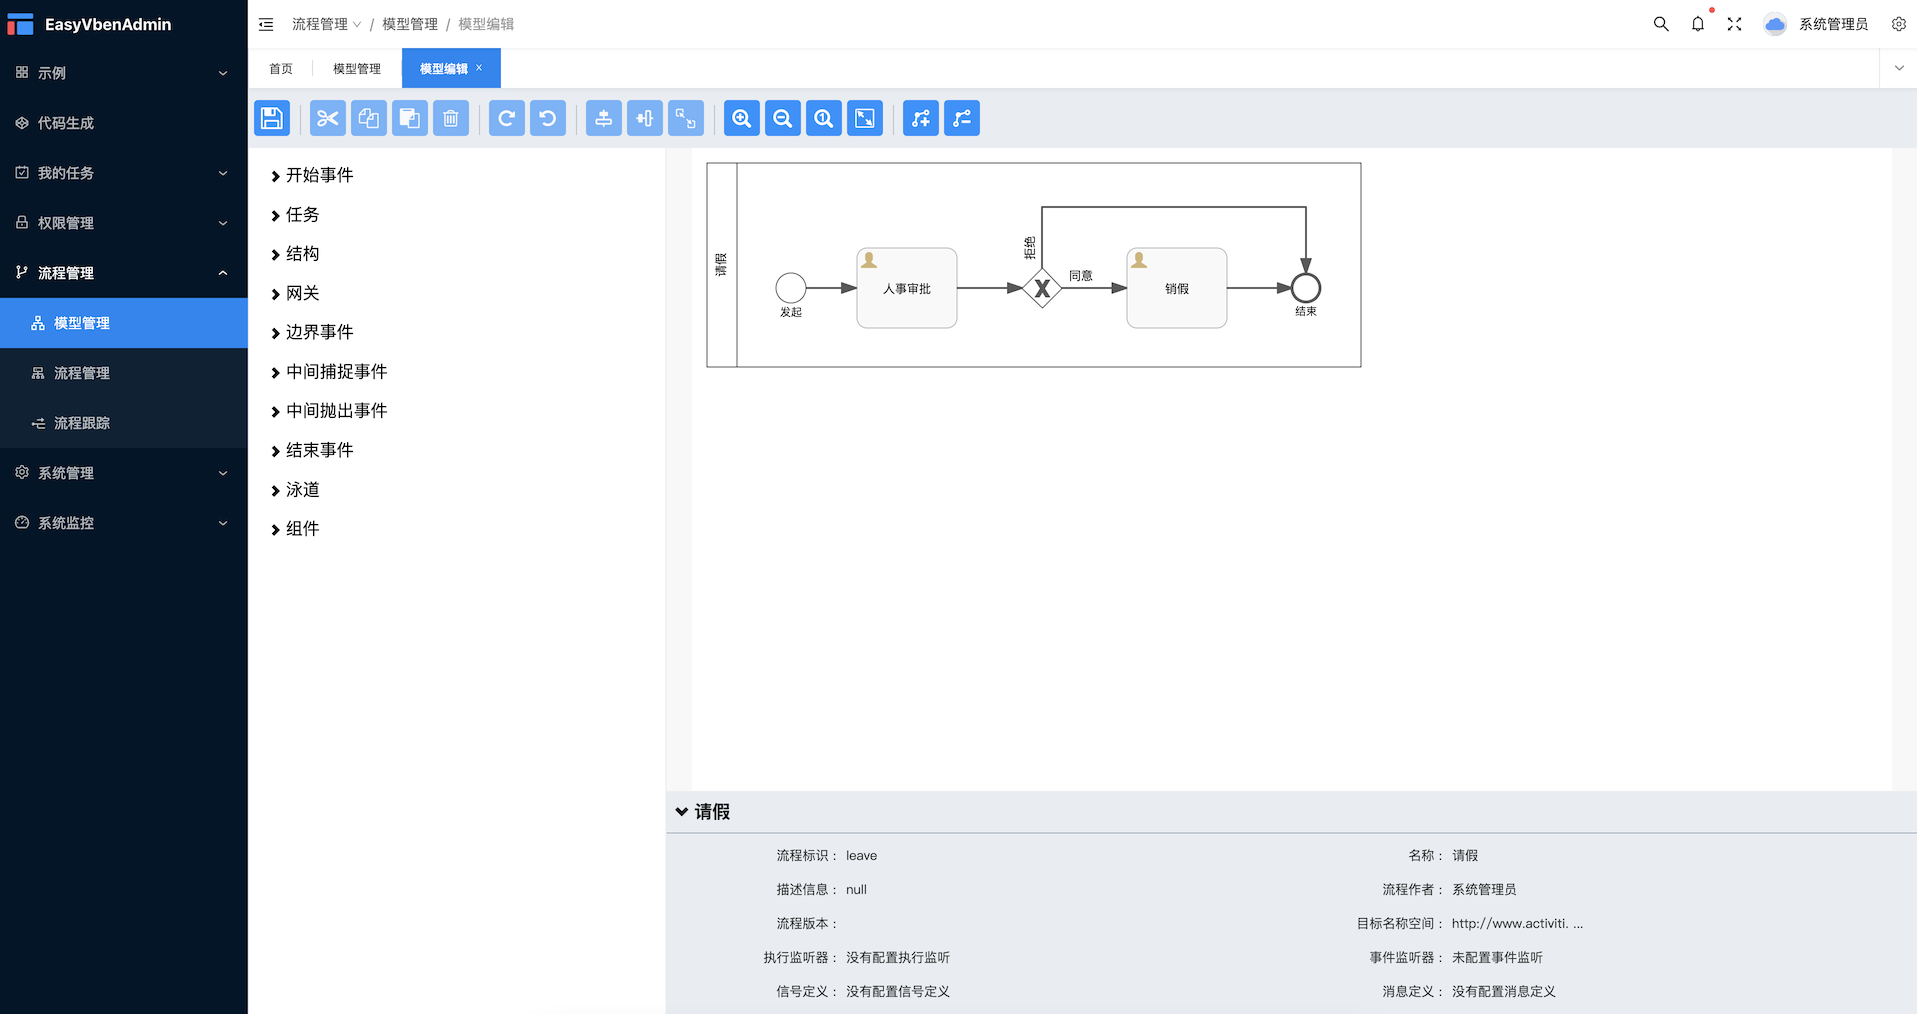 EasyVbenAdmin
示例
代码生成
我的任务
权限管理
流程管理
模型管理
流程管理
流程跟踪
系统管理
系统监控
流程管理 / 模型管理 / 模型编辑
系统管理员
首页
模型管理
模型编辑 ×
开始事件
任务
结构
网关
边界事件
中间捕捉事件
中间抛出事件
结束事件
泳道
组件
请假
发起
人事审批
拒绝
同意
X
销假
结束
请假
流程标识： leave
名称： 请假
描述信息： null
流程作者： 系统管理员
流程版本：
目标名称空间： http://www.activiti. ...
执行监听器： 没有配置执行监听
事件监听器： 未配置事件监听
信号定义： 没有配置信号定义
消息定义： 没有配置消息定义